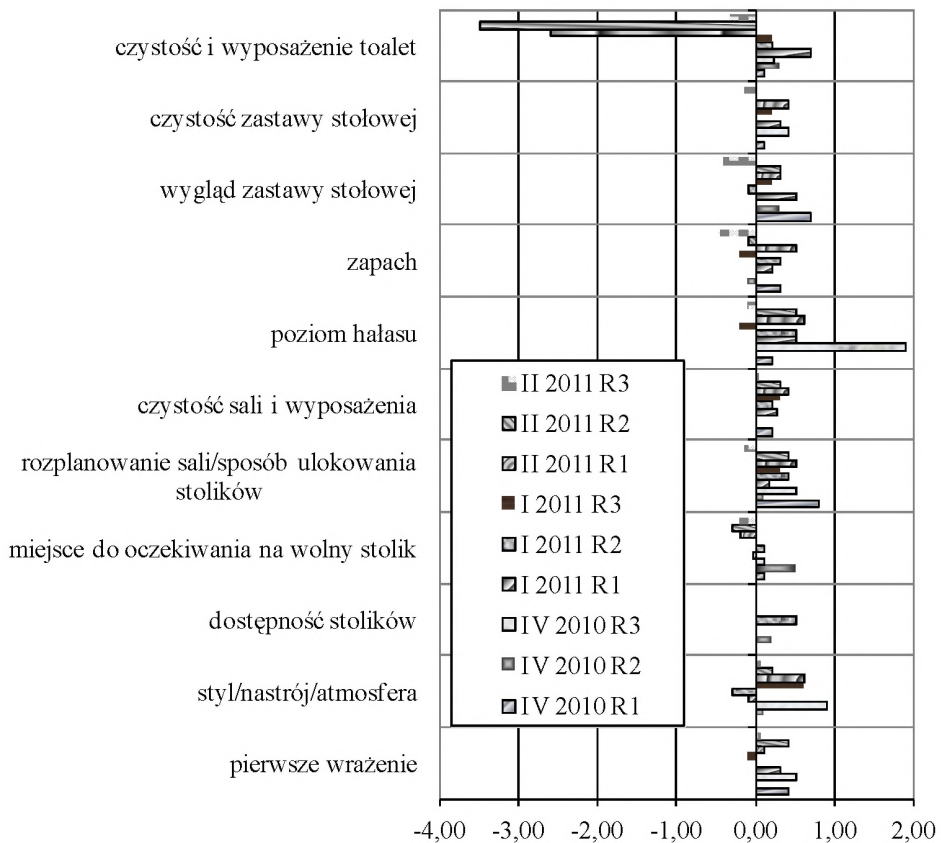 czystość i wyposażenie toalet
czystość zastawy stołowej
wygląd zastawy stołowej
zapach
poziom hałasu
czystość sali i wyposażenia
rozplanowanie sali/sposób ulokowania
stolików
miejsce do oczekiwania na wolny stolik
dostępność stolików
styl/nastrój/atmosfera
pierwsze wrażenie
II 2011 R3
II 2011 R2
II 2011 R1
I 2011 R3
I 2011 R2
I 2011 R1
IV 2010 R3
IV 2010 R2
IV 2010 R1
-4,00 -3,00 -2,00 -1,00 0,00 1,00 2,00